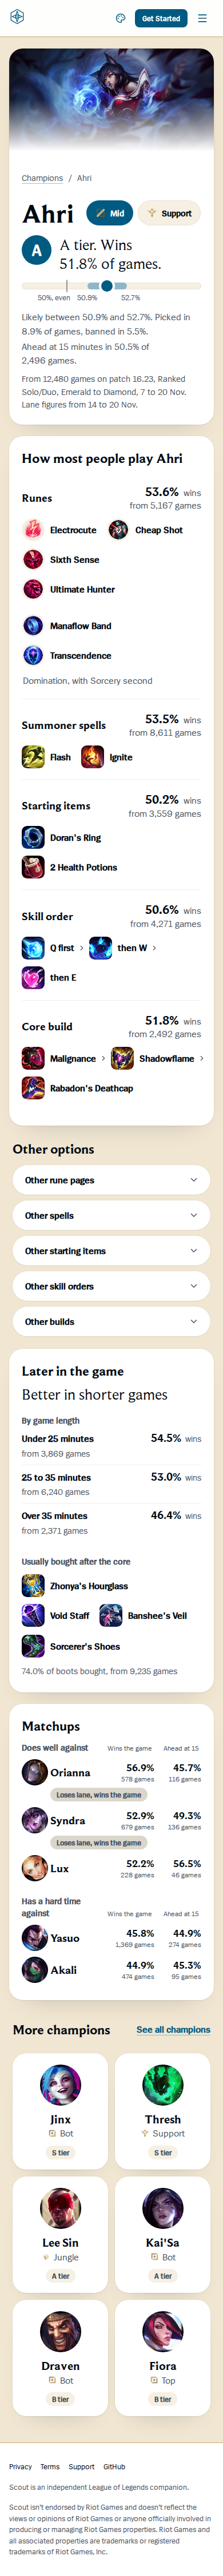 Get Started
Champions / Ahri
Ahri
Mid
Support
A
A tier. Wins
51.8% of games.
50%, even
50.9%
52.7%
Likely between 50.9% and 52.7%. Picked in
8.9% of games, banned in 5.5%.
Ahead at 15 minutes in 50.5% of
2,496 games.
From 12,480 games on patch 16.23, Ranked
Solo/Duo, Emerald to Diamond, 7 to 20 Nov.
Lane figures from 14 to 20 Nov.
How most people play Ahri
Runes
53.6% wins
from 5,167 games
Electrocute
Cheap Shot
Sixth Sense
Ultimate Hunter
Manaflow Band
Transcendence
Domination, with Sorcery second
Summoner spells
53.5% wins
from 8,611 games
Flash
Ignite
Starting items
50.2% wins
from 3,559 games
Doran's Ring
2 Health Potions
Skill order
50.6% wins
from 4,271 games
Q first
then W
then E
Core build
51.8% wins
from 2,492 games
Malignance
Shadowflame
Rabadon's Deathcap
Other options
Other rune pages
Other spells
Other starting items
Other skill orders
Other builds
Later in the game
Better in shorter games
By game length
Under 25 minutes
54.5% wins
from 3,869 games
25 to 35 minutes
53.0% wins
from 6,240 games
Over 35 minutes
46.4% wins
from 2,371 games
Usually bought after the core
Zhonya's Hourglass
Void Staff
Banshee's Veil
Sorcerer's Shoes
74.0% of boots bought, from 9,235 games
Matchups
Does well against
Wins the game
Ahead at 15
Orianna
56.9%
45.7%
578 games
116 games
Loses lane, wins the game
Syndra
52.9%
49.3%
679 games
136 games
Loses lane, wins the game
Lux
52.2%
56.5%
228 games
46 games
Has a hard time
against
Wins the game
Ahead at 15
Yasuo
45.8%
44.9%
1,369 games
274 games
Akali
44.9%
45.3%
474 games
95 games
More champions
See all champions
Jinx
Bot
S tier
Thresh
Support
S tier
Lee Sin
Jungle
A tier
Kai'Sa
Bot
A tier
Draven
Bot
B tier
Fiora
Top
B tier
Privacy
Terms
Support
GitHub
Scout is an independent League of Legends companion.
Scout isn't endorsed by Riot Games and doesn't reflect the
views or opinions of Riot Games or anyone officially involved in
producing or managing Riot Games properties. Riot Games and
all associated properties are trademarks or registered
trademarks of Riot Games, Inc.